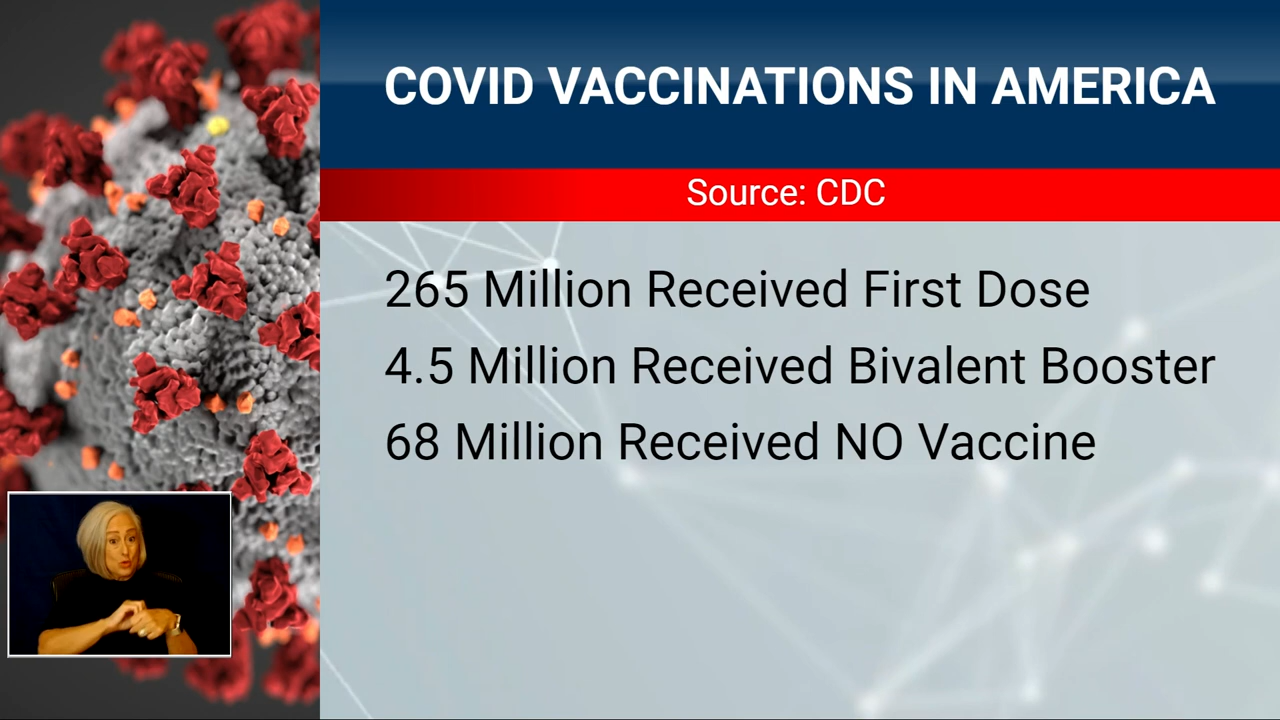 COVID VACCINATIONS IN AMERICA
Source: CDC
265 Million Received First Dose
4.5 Million Received Bivalent Booster
68 Million Received NO Vaccine